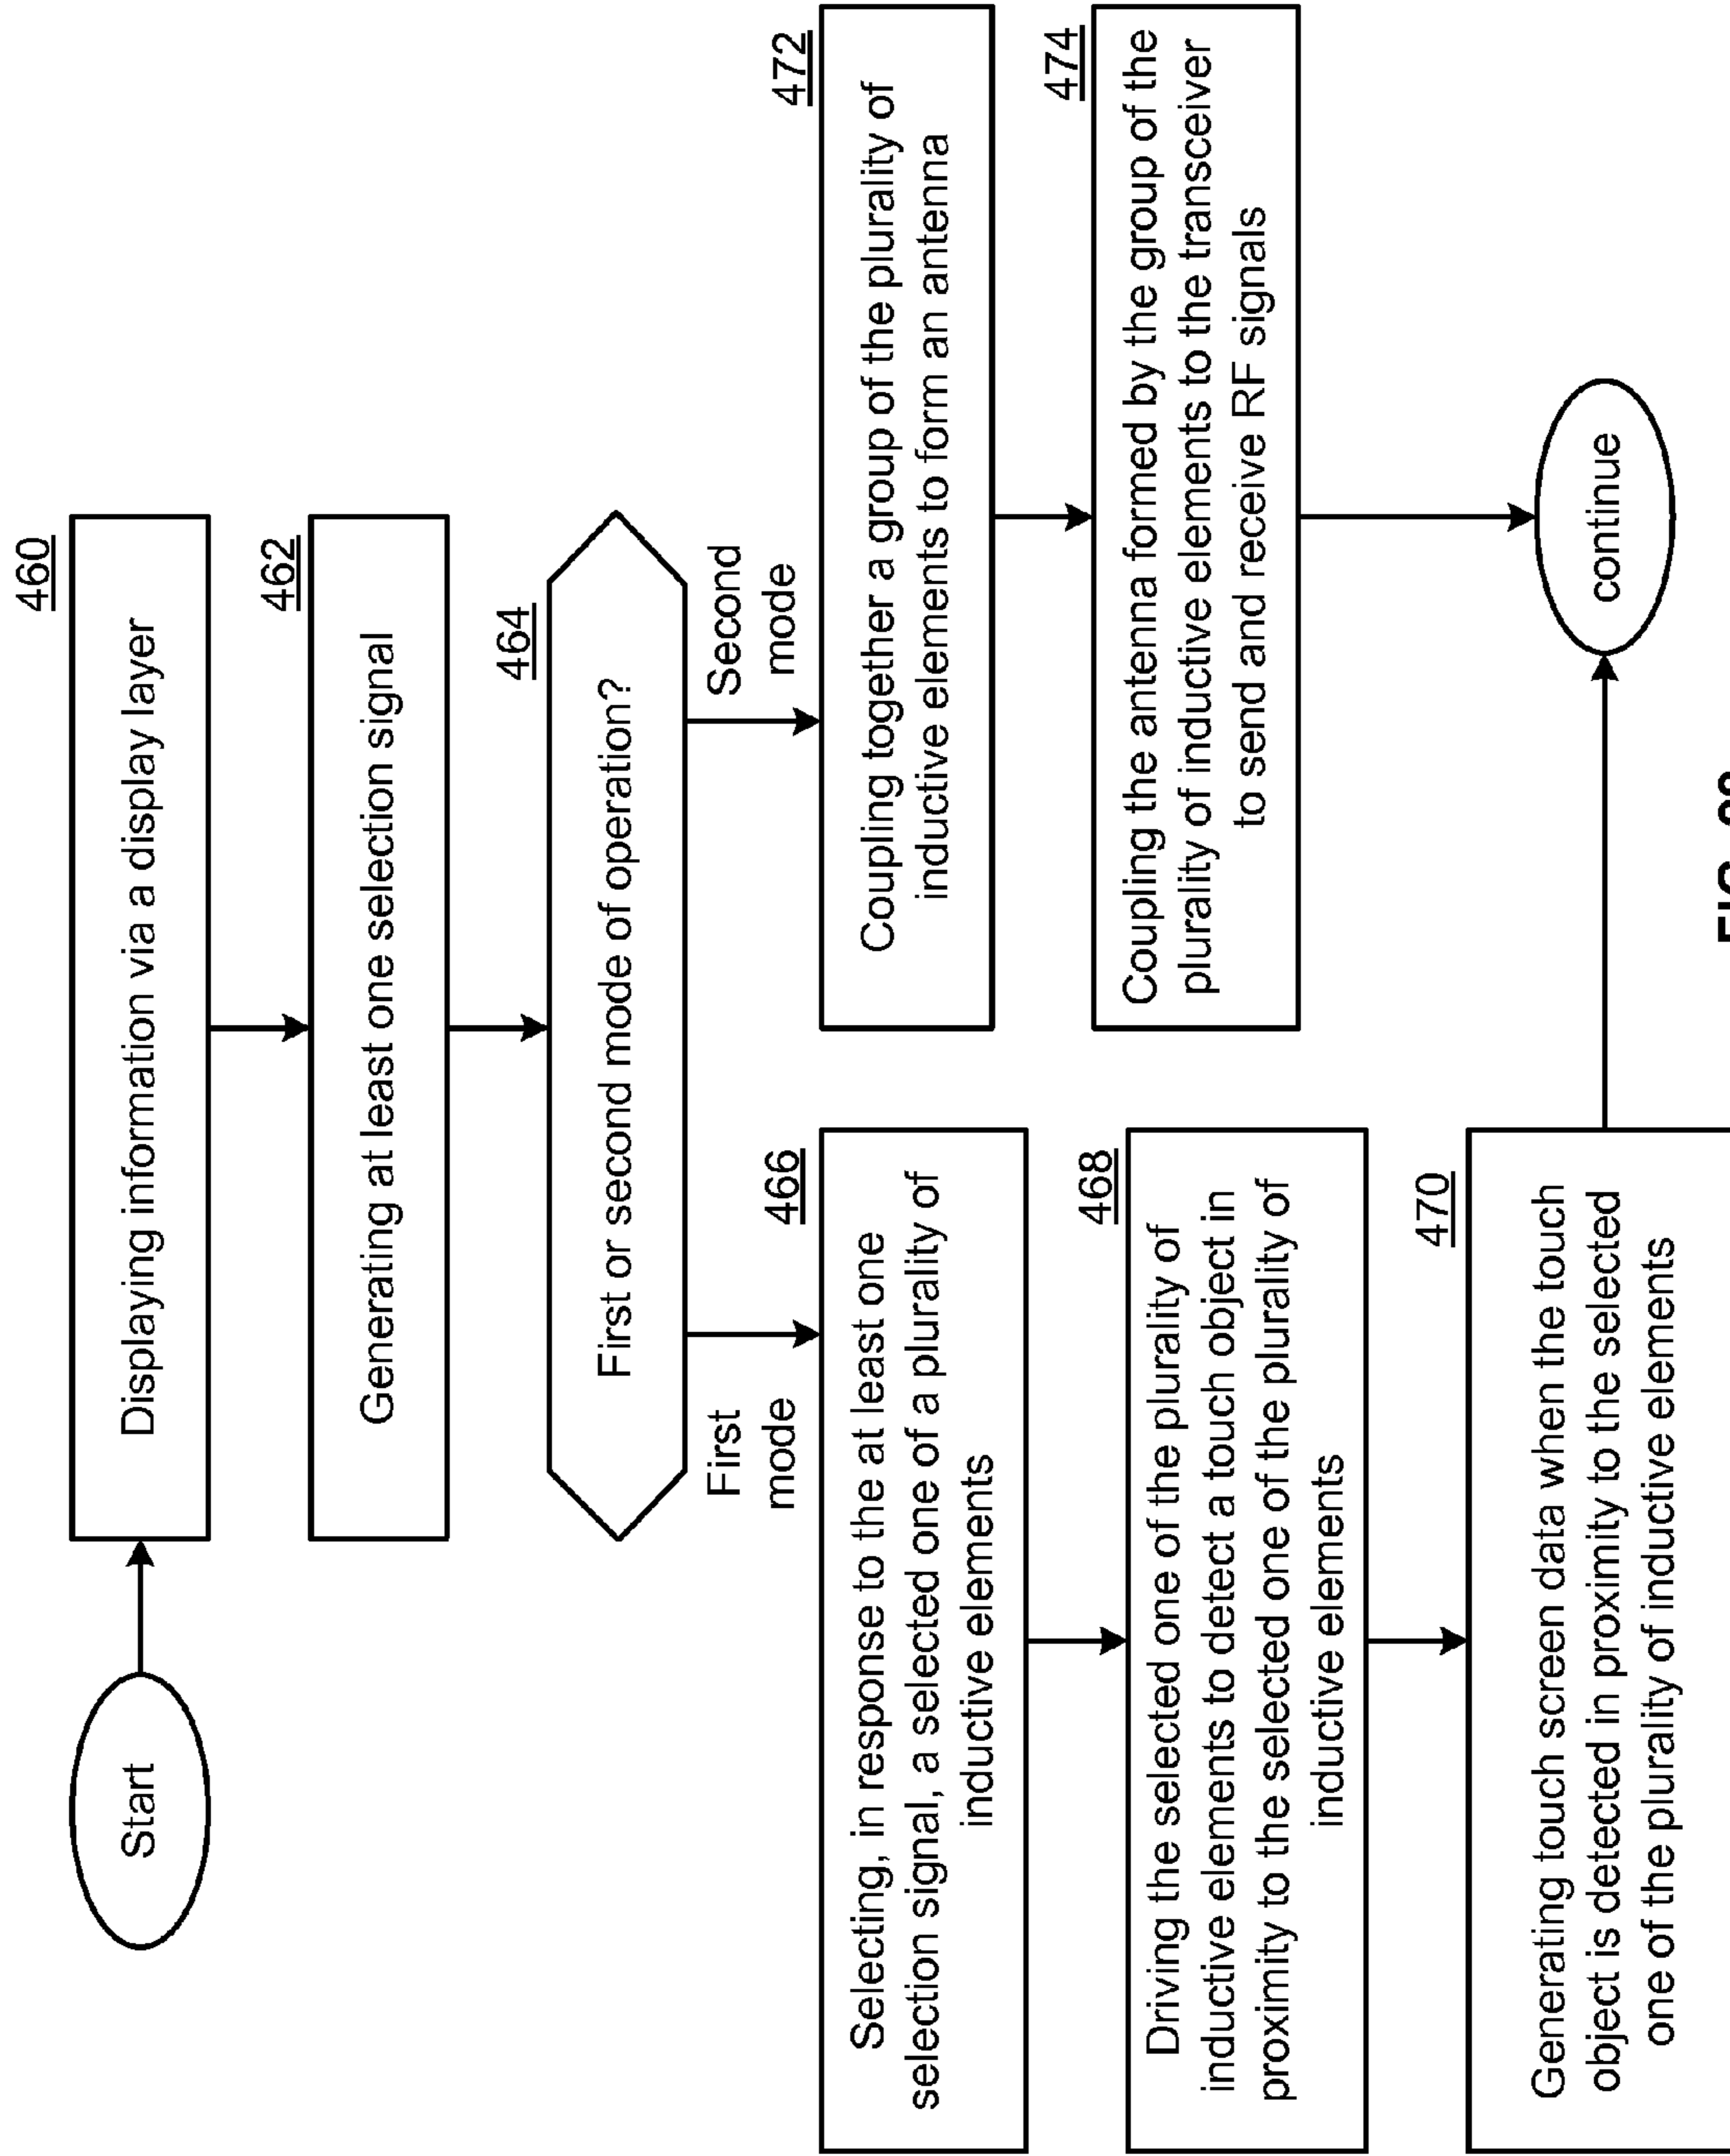 Start
460
Displaying information via a display layer
462
Generating at least one selection signal
464
First or second mode of operation?
First
mode
Second
mode
466
Selecting, in response to the at least one
selection signal, a selected one of a plurality of
inductive elements
468
Driving the selected one of the plurality of
inductive elements to detect a touch object in
proximity to the selected one of the plurality of
inductive elements
470
Generating touch screen data when the touch
object is detected in proximity to the selected
one of the plurality of inductive elements
472
Coupling together a group of the plurality of
inductive elements to form an antenna
474
Coupling the antenna formed by the group of the
plurality of inductive elements to the transceiver
to send and receive RF signals
continue
FIG.